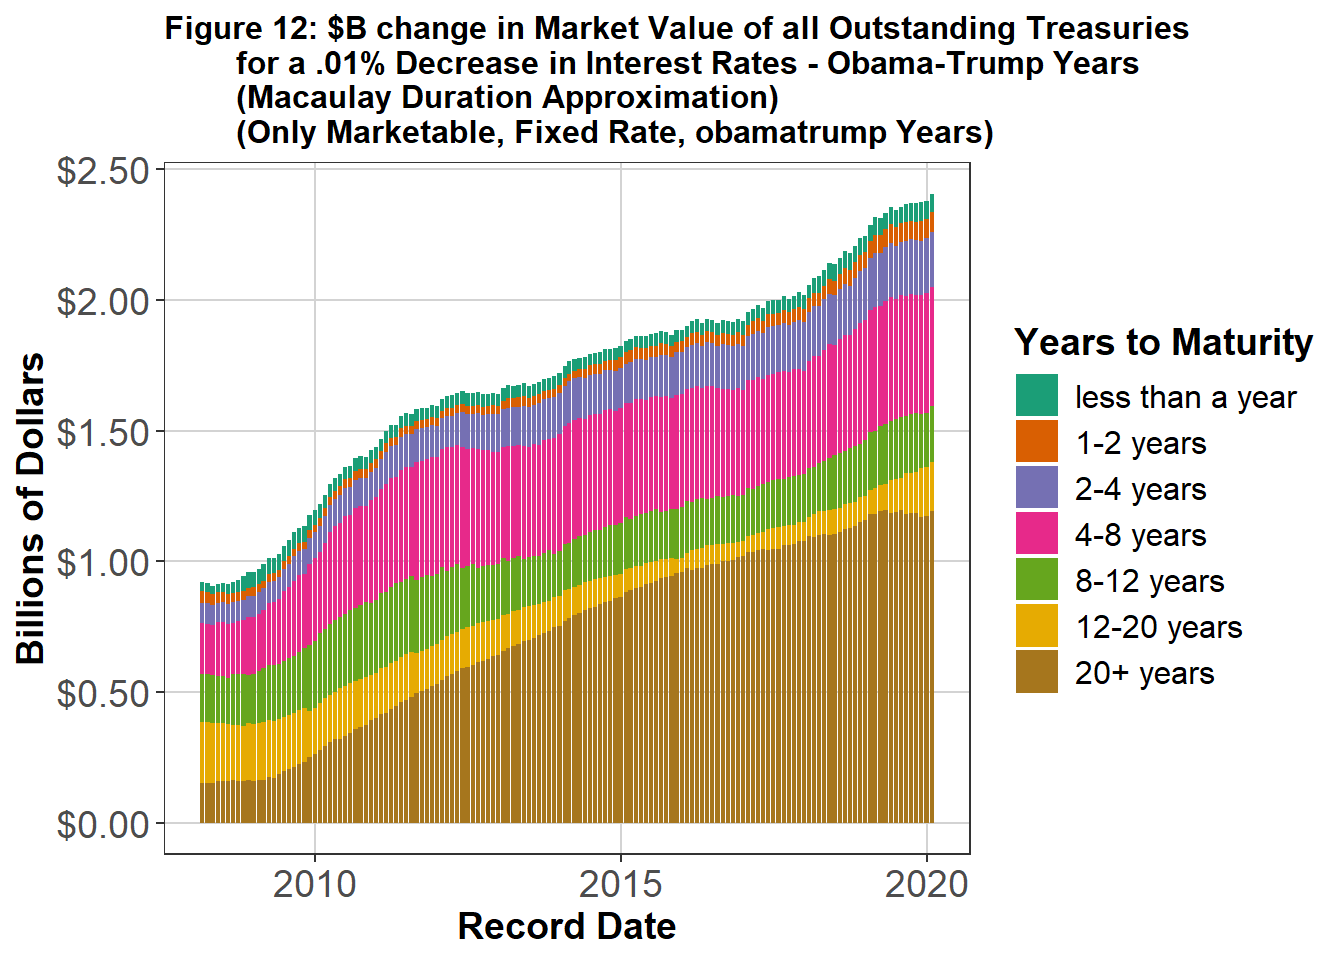 Figure 12: $B change in Market Value of all Outstanding Treasuries
for a .01% Decrease in Interest Rates - Obama-Trump Years
(Macaulay Duration Approximation)
(Only Marketable, Fixed Rate, obamatrump Years)
$2.50
$2.00
$1.50
$1.00
$0.50
$0.00
Billions of Dollars
2010
2015
2020
Record Date
Years to Maturity
less than a year
1-2 years
2-4 years
4-8 years
8-12 years
12-20 years
20+ years